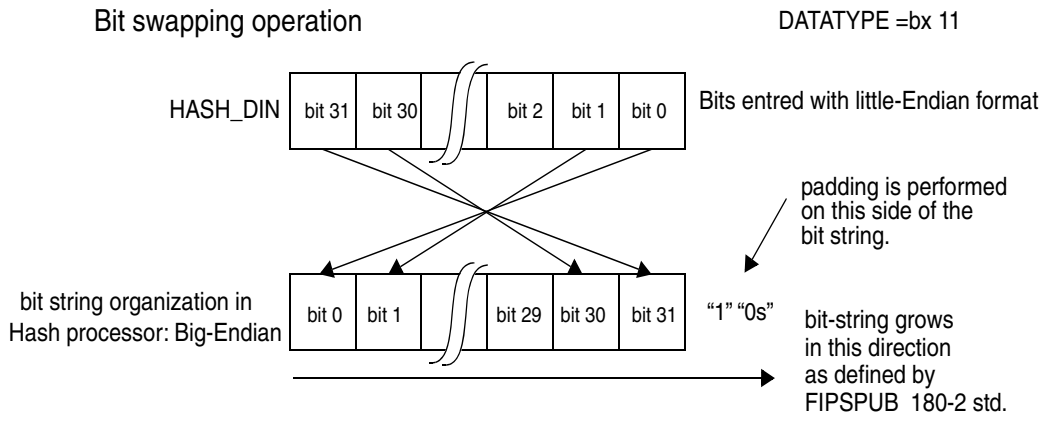 Bit swapping operation
DATATYPE =bx 11
HASH_DIN
bit 31 bit 30 bit 2 bit 1 bit 0
Bits entred with little-Endian format
padding is performed
on this side of the
bit string.
bit string organization in
Hash processor: Big-Endian
bit 0 bit 1 bit 29 bit 30 bit 31
“1” “0s”
bit-string grows
in this direction
as defined by
FIPSPUB 180-2 std.